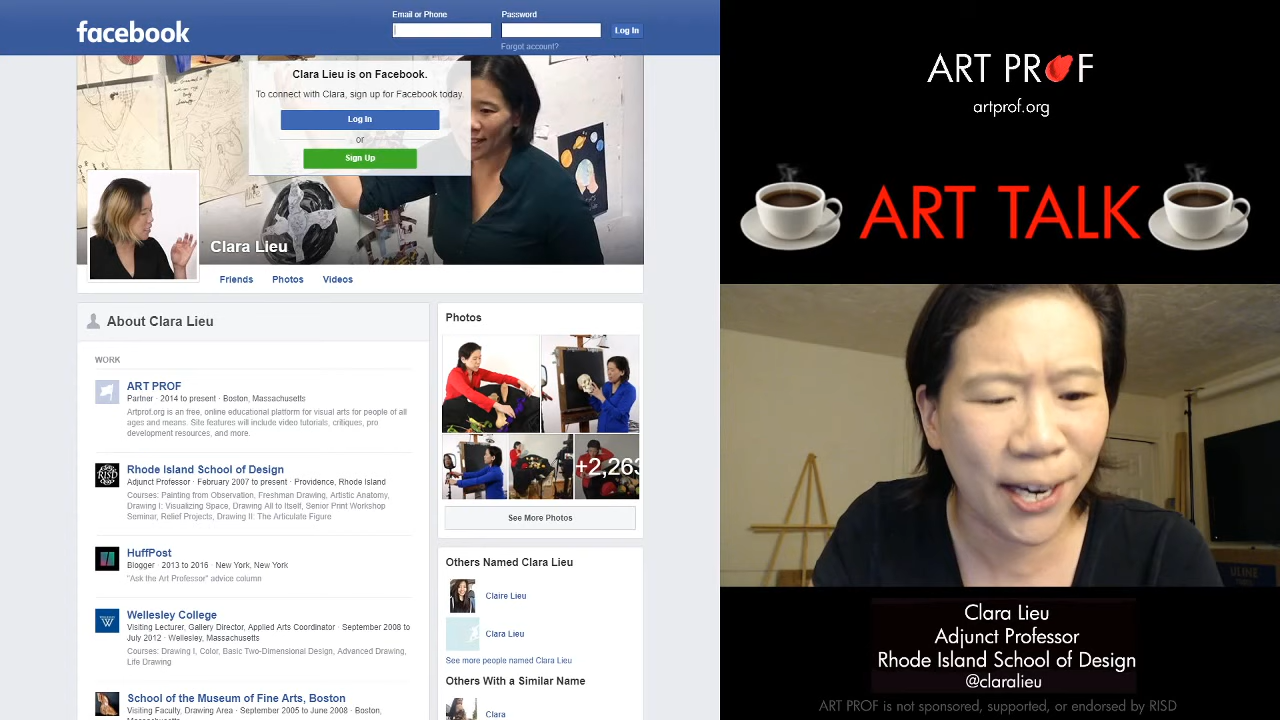 facebook
Email or Phone
Password
Log In
Forgot account?
Clara Lieu is on Facebook.
To connect with Clara, sign up for Facebook today.
Log In
or
Sign Up
Clara Lieu
Friends
Photos
Videos
About Clara Lieu
WORK
ART PROF
Partner · 2014 to present · Boston, Massachusetts
Artprof.org is an free, online educational platform for visual arts for people of all
ages and means. Site features will include video tutorials, critiques, pro
development resources, and more.
RISD
Rhode Island School of Design
Adjunct Professor · February 2007 to present · Providence, Rhode Island
Courses: Painting from Observation, Freshman Drawing, Artistic Anatomy,
Drawing I: Visualizing Space, Drawing All to Itself, Senior Print Workshop
Seminar, Relief Projects, Drawing II: The Articulate Figure
HuffPost
Blogger · 2013 to 2016 · New York, New York
"Ask the Art Professor" advice column
W
Wellesley College
Visiting Lecturer, Gallery Director, Applied Arts Coordinator · September 2008 to
July 2012 · Wellesley, Massachusetts
Courses: Drawing I, Color, Basic Two-Dimensional Design, Advanced Drawing,
Life Drawing
School of the Museum of Fine Arts, Boston
Visiting Faculty, Drawing Area · September 2005 to June 2008 · Boston,
Photos
+2,263
See More Photos
Others Named Clara Lieu
Claire Lieu
Clara Lieu
See more people named Clara Lieu
Others With a Similar Name
Clara
ART PROF
artprof.org
ART TALK
Clara Lieu
Adjunct Professor
Rhode Island School of Design
@claralieu
ART PROF is not sponsored, supported, or endorsed by RISD